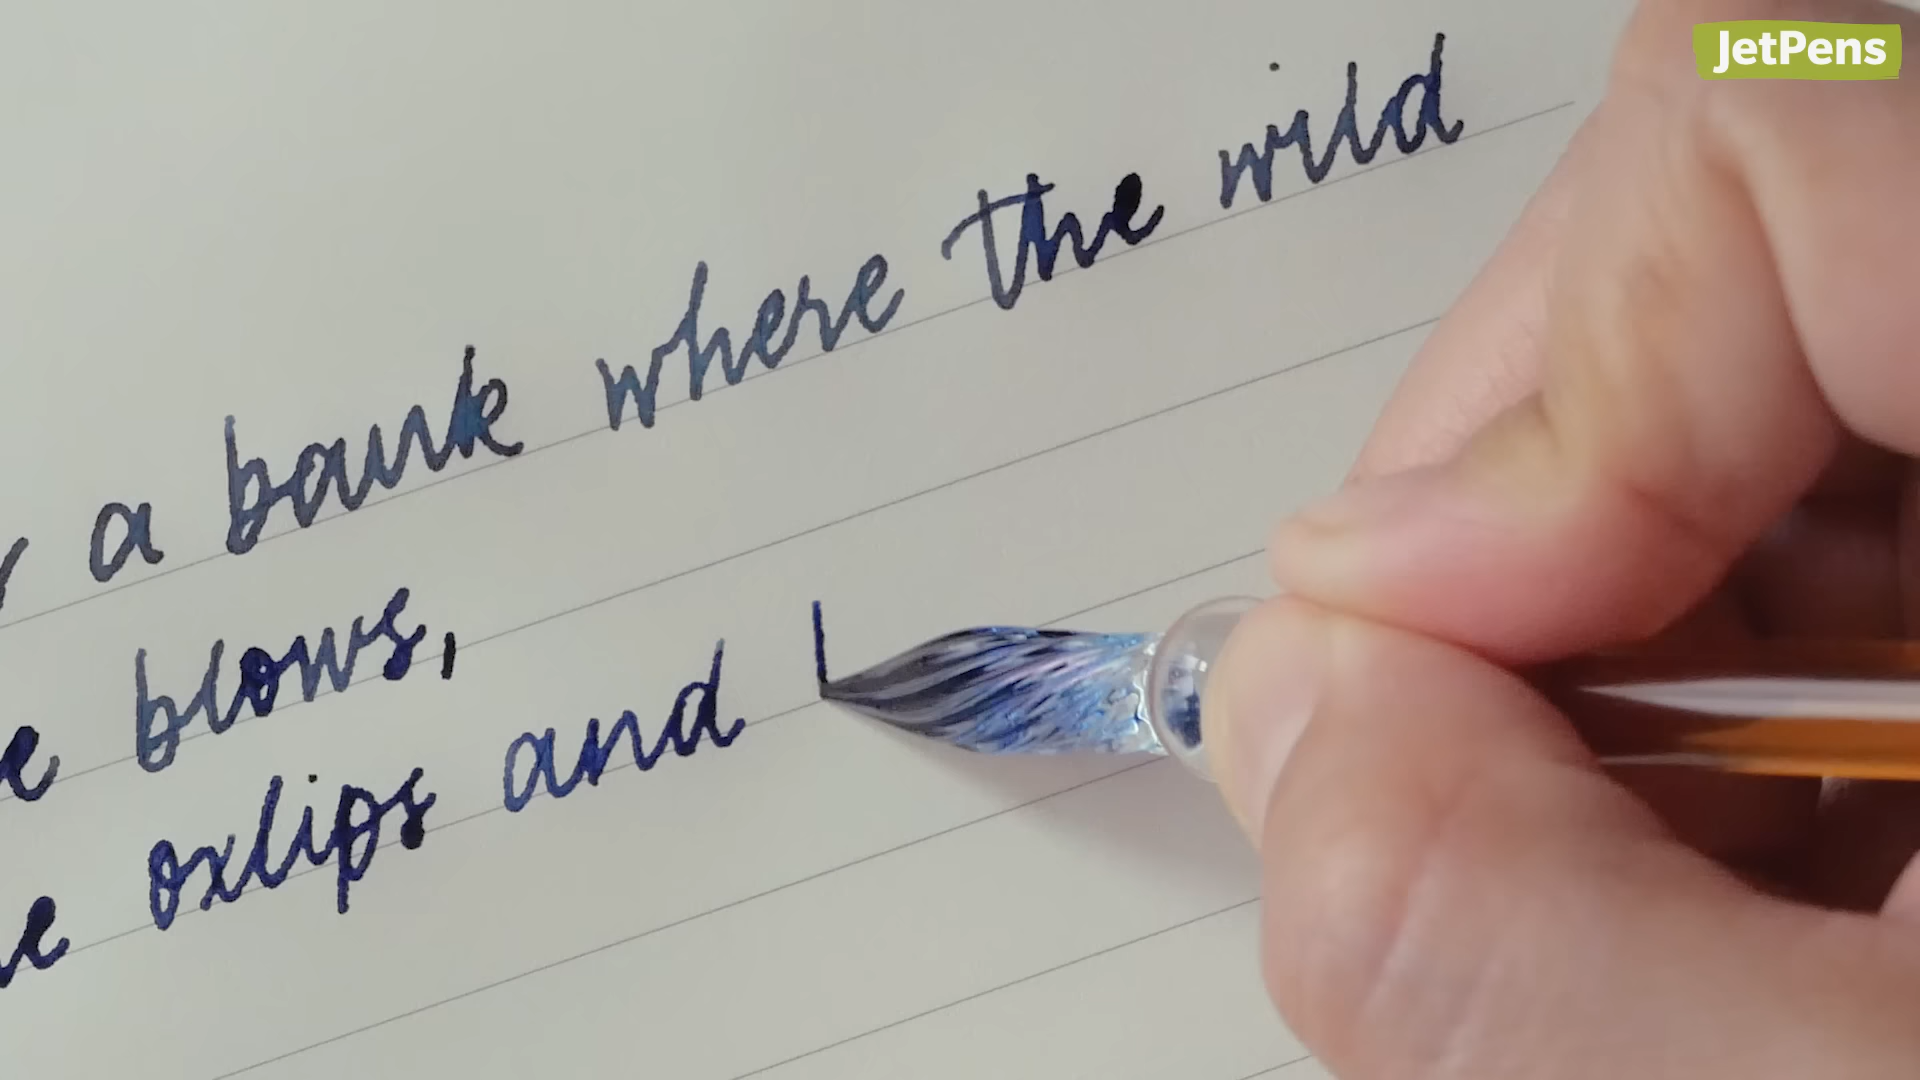 JetPens
a bank where the wild
blows,
oxlips and